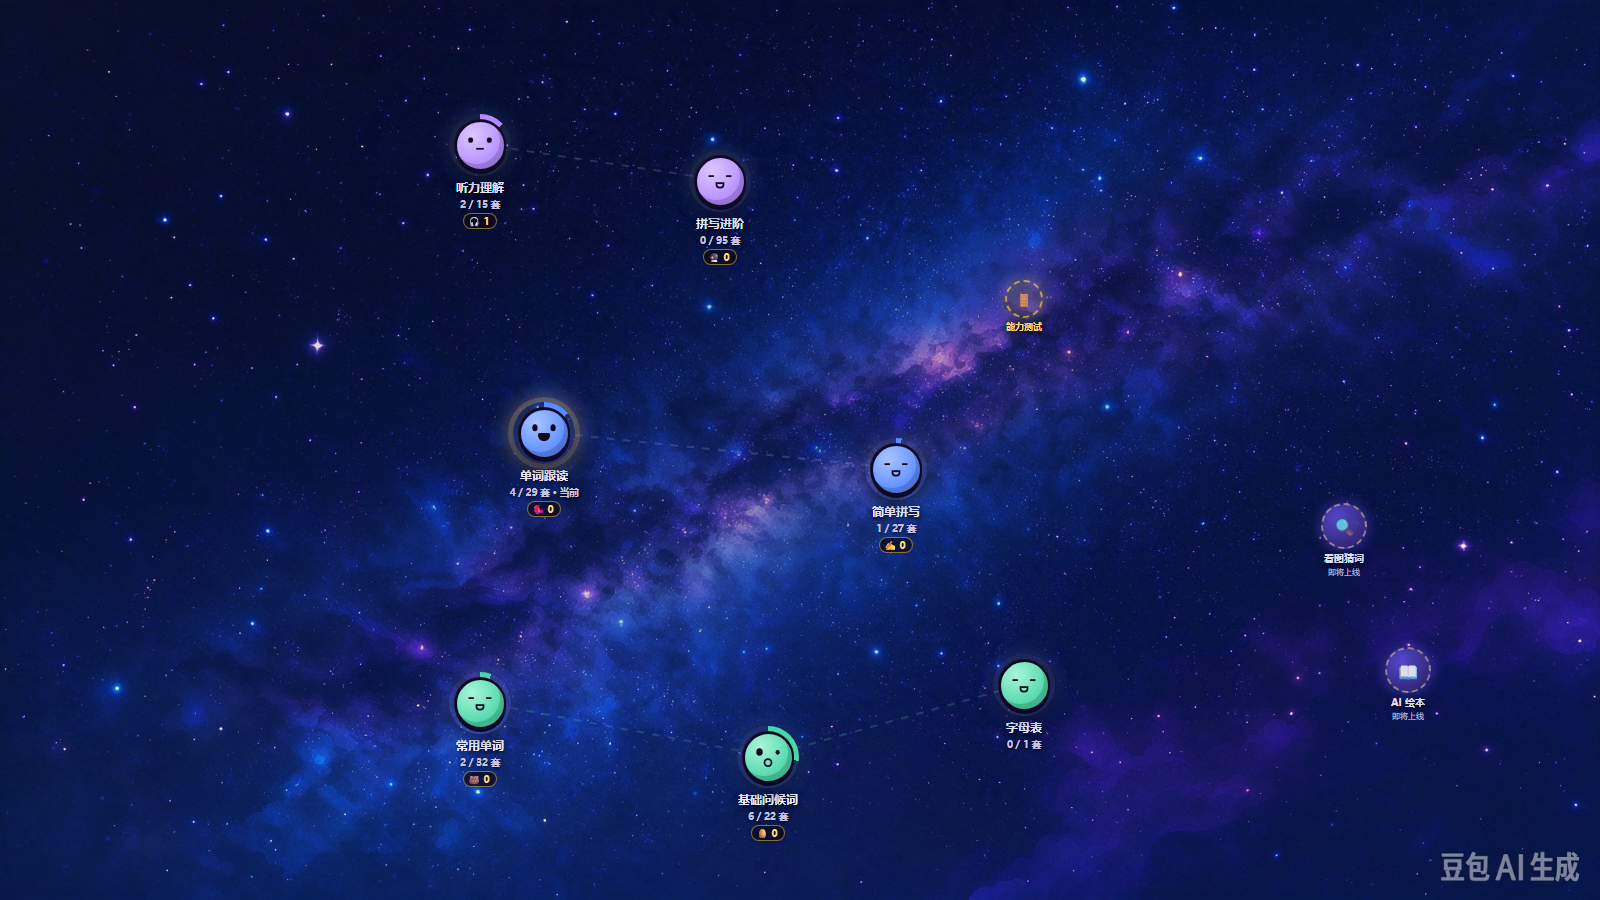 听力理解
2 / 15 套
1
拼写进阶
0 / 95 套
0
能力测试
单词跟读
4 / 29 套 • 当前
0
简单拼写
1 / 27 套
0
看图猜词
即将上线
常用单词
2 / 32 套
0
基础问候词
6 / 22 套
0
字母表
0 / 1 套
AI 绘本
即将上线
豆包 AI 生成